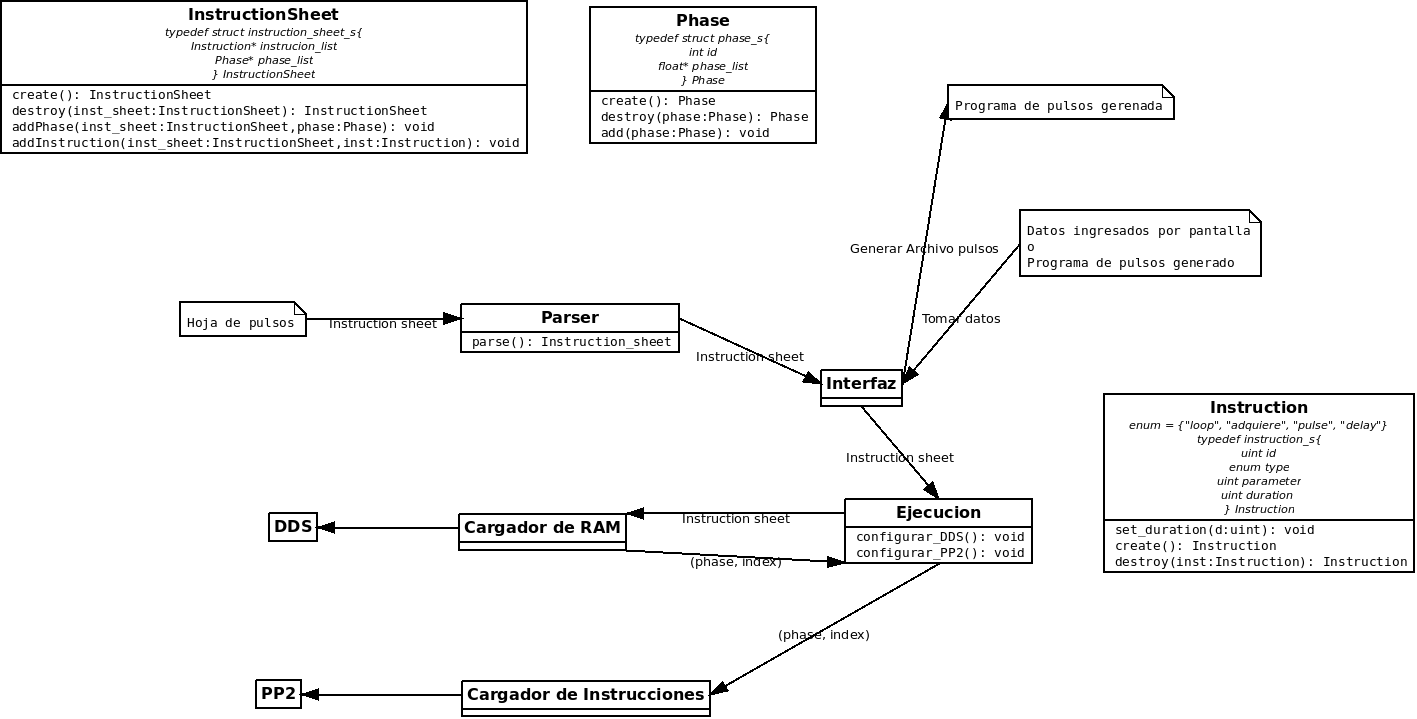 InstructionSheet
typedef struct instruction_sheet_s{
Instruction* instrucion_list
Phase* phase_list
} InstructionSheet
create(): InstructionSheet
destroy(inst_sheet:InstructionSheet): InstructionSheet
addPhase(inst_sheet:InstructionSheet,phase:Phase): void
addInstruction(inst_sheet:InstructionSheet,inst:Instruction): void
Phase
typedef struct phase_s{
int id
float* phase_list
} Phase
create(): Phase
destroy(phase:Phase): Phase
add(phase:Phase): void
Programa de pulsos gerenada
Datos ingresados por pantalla
o
Programa de pulsos generado
Generar Archivo pulsos
Tomar datos
Hoja de pulsos
Instruction sheet
Parser
parse(): Instruction_sheet
Instruction sheet
Interfaz
Instruction sheet
Instruction
enum = {"loop", "adquiere", "pulse", "delay"}
typedef instruction_s{
uint id
enum type
uint parameter
uint duration
} Instruction
set_duration(d:uint): void
create(): Instruction
destroy(inst:Instruction): Instruction
Ejecucion
configurar_DDS(): void
configurar_PP2(): void
Instruction sheet
Cargador de RAM
DDS
(phase, index)
(phase, index)
Cargador de Instrucciones
PP2